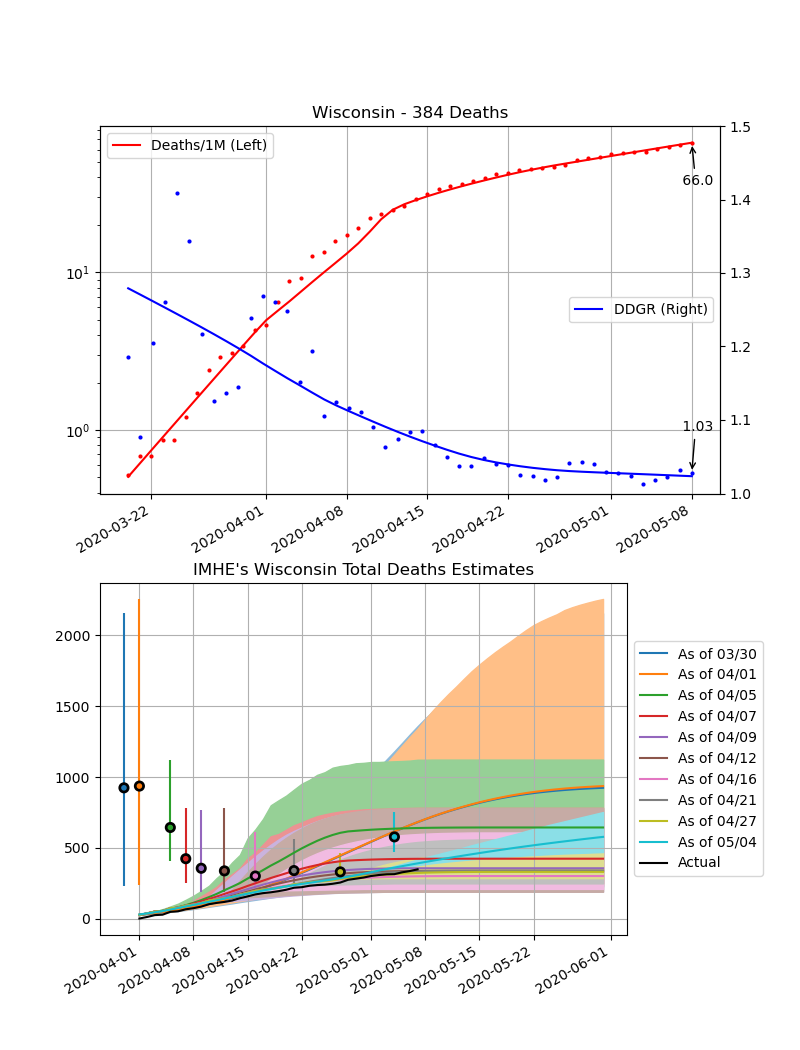 Wisconsin - 384 Deaths
Deaths/1M (Left)
DDGR (Right)
66.0
1.03
10¹
10⁰
1.5
1.4
1.3
1.2
1.1
1.0
2020-03-22
2020-04-01
2020-04-08
2020-04-15
2020-04-22
2020-05-01
2020-05-08
IMHE's Wisconsin Total Deaths Estimates
2000
1500
1000
500
0
2020-04-01
2020-04-08
2020-04-15
2020-04-22
2020-05-01
2020-05-08
2020-05-15
2020-05-22
2020-06-01
As of 03/30
As of 04/01
As of 04/05
As of 04/07
As of 04/09
As of 04/12
As of 04/16
As of 04/21
As of 04/27
As of 05/04
Actual